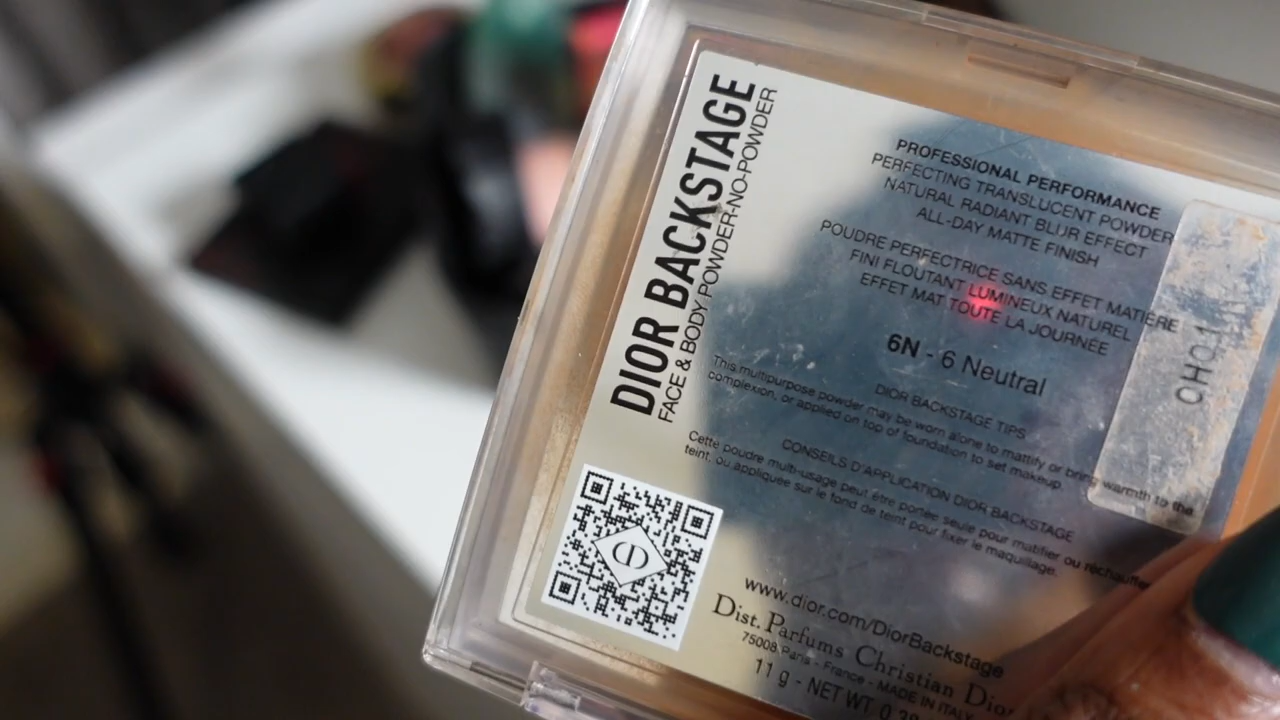 DIOR BACKSTAGE
FACE & BODY POWDER-NO-POWDER
PROFESSIONAL PERFORMANCE
PERFECTING TRANSLUCENT POWDER
NATURAL RADIANT BLUR EFFECT
ALL-DAY MATTE FINISH
POUDRE PERFECTRICE SANS EFFET MATIÈRE
FINI FLOUTANT LUMINEUX NATUREL
EFFET MAT TOUTE LA JOURNÉE
6N - 6 Neutral
DIOR BACKSTAGE TIPS
This multipurpose powder may be worn alone to mattify or bring warmth to the
complexion, or applied on top of foundation to set makeup.
CONSEILS D'APPLICATION DIOR BACKSTAGE
Cette poudre multi-usage peut être portée seule pour matifier ou réchauffer
teint, ou appliquée sur le fond de teint pour fixer le maquillage.
www.dior.com/DiorBackstage
Dist. Parfums Christian Dior
75008 Paris - France - MADE IN ITALY
11 g - NET WT.